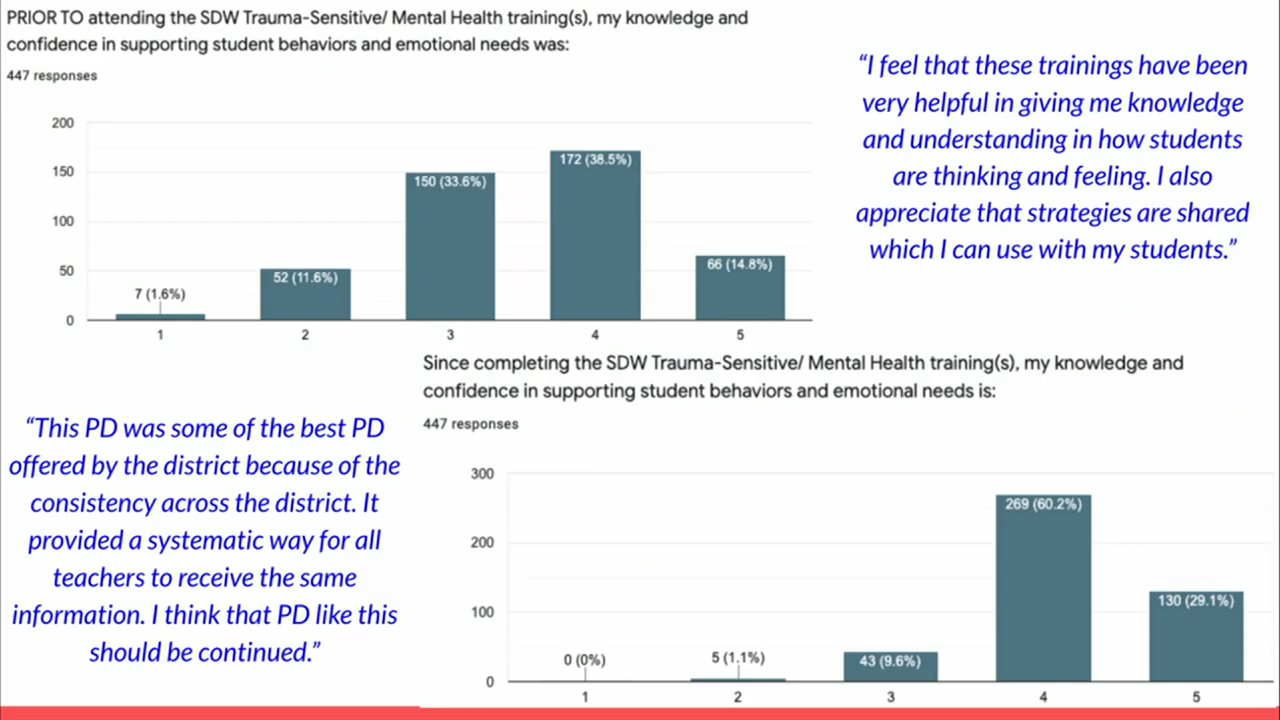 PRIOR TO attending the SDW Trauma-Sensitive/ Mental Health training(s), my knowledge and
confidence in supporting student behaviors and emotional needs was:
447 responses
200
150
100
50
0
7 (1.6%)
52 (11.6%)
150 (33.6%)
172 (38.5%)
66 (14.8%)
1
2
3
4
5
“I feel that these trainings have been
very helpful in giving me knowledge
and understanding in how students
are thinking and feeling. I also
appreciate that strategies are shared
which I can use with my students.”
“This PD was some of the best PD
offered by the district because of the
consistency across the district. It
provided a systematic way for all
teachers to receive the same
information. I think that PD like this
should be continued.”
Since completing the SDW Trauma-Sensitive/ Mental Health training(s), my knowledge and
confidence in supporting student behaviors and emotional needs is:
447 responses
300
200
100
0
0 (0%)
5 (1.1%)
43 (9.6%)
269 (60.2%)
130 (29.1%)
1
2
3
4
5